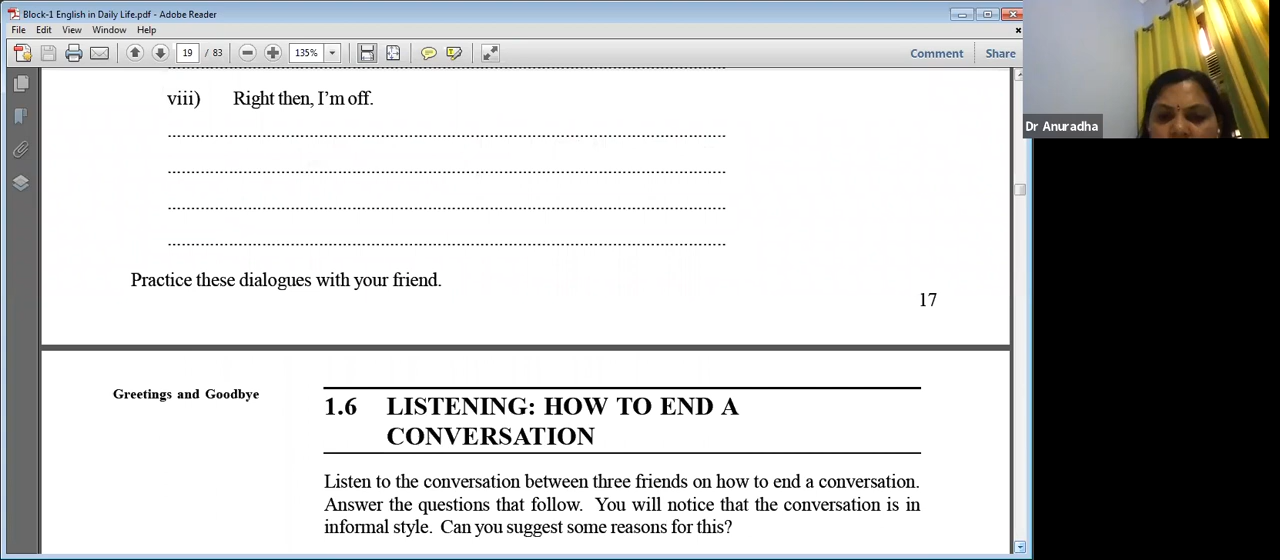 Block-1 English in Daily Life.pdf - Adobe Reader
File Edit View Window Help
19 / 83 135% Comment Share
viii) Right then, I'm off.
Practice these dialogues with your friend.
17
Greetings and Goodbye
1.6 LISTENING: HOW TO END A
CONVERSATION
Listen to the conversation between three friends on how to end a conversation.
Answer the questions that follow. You will notice that the conversation is in
informal style. Can you suggest some reasons for this?
Dr Anuradha